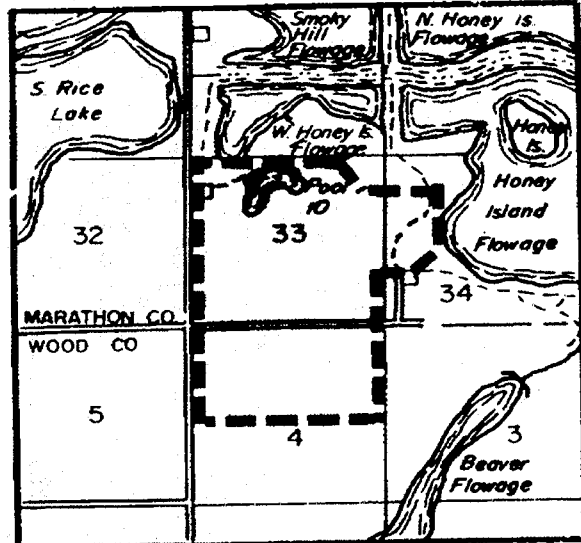 Smoky
Hill
Flowage
N. Honey Is.
Flowage
S. Rice
Lake
W. Honey Is.
Flowage
Honey
Is.
Pool
10
Honey
Island
Flowage
32
33
34
MARATHON CO
WOOD CO
5
4
3
Beaver
Flowage